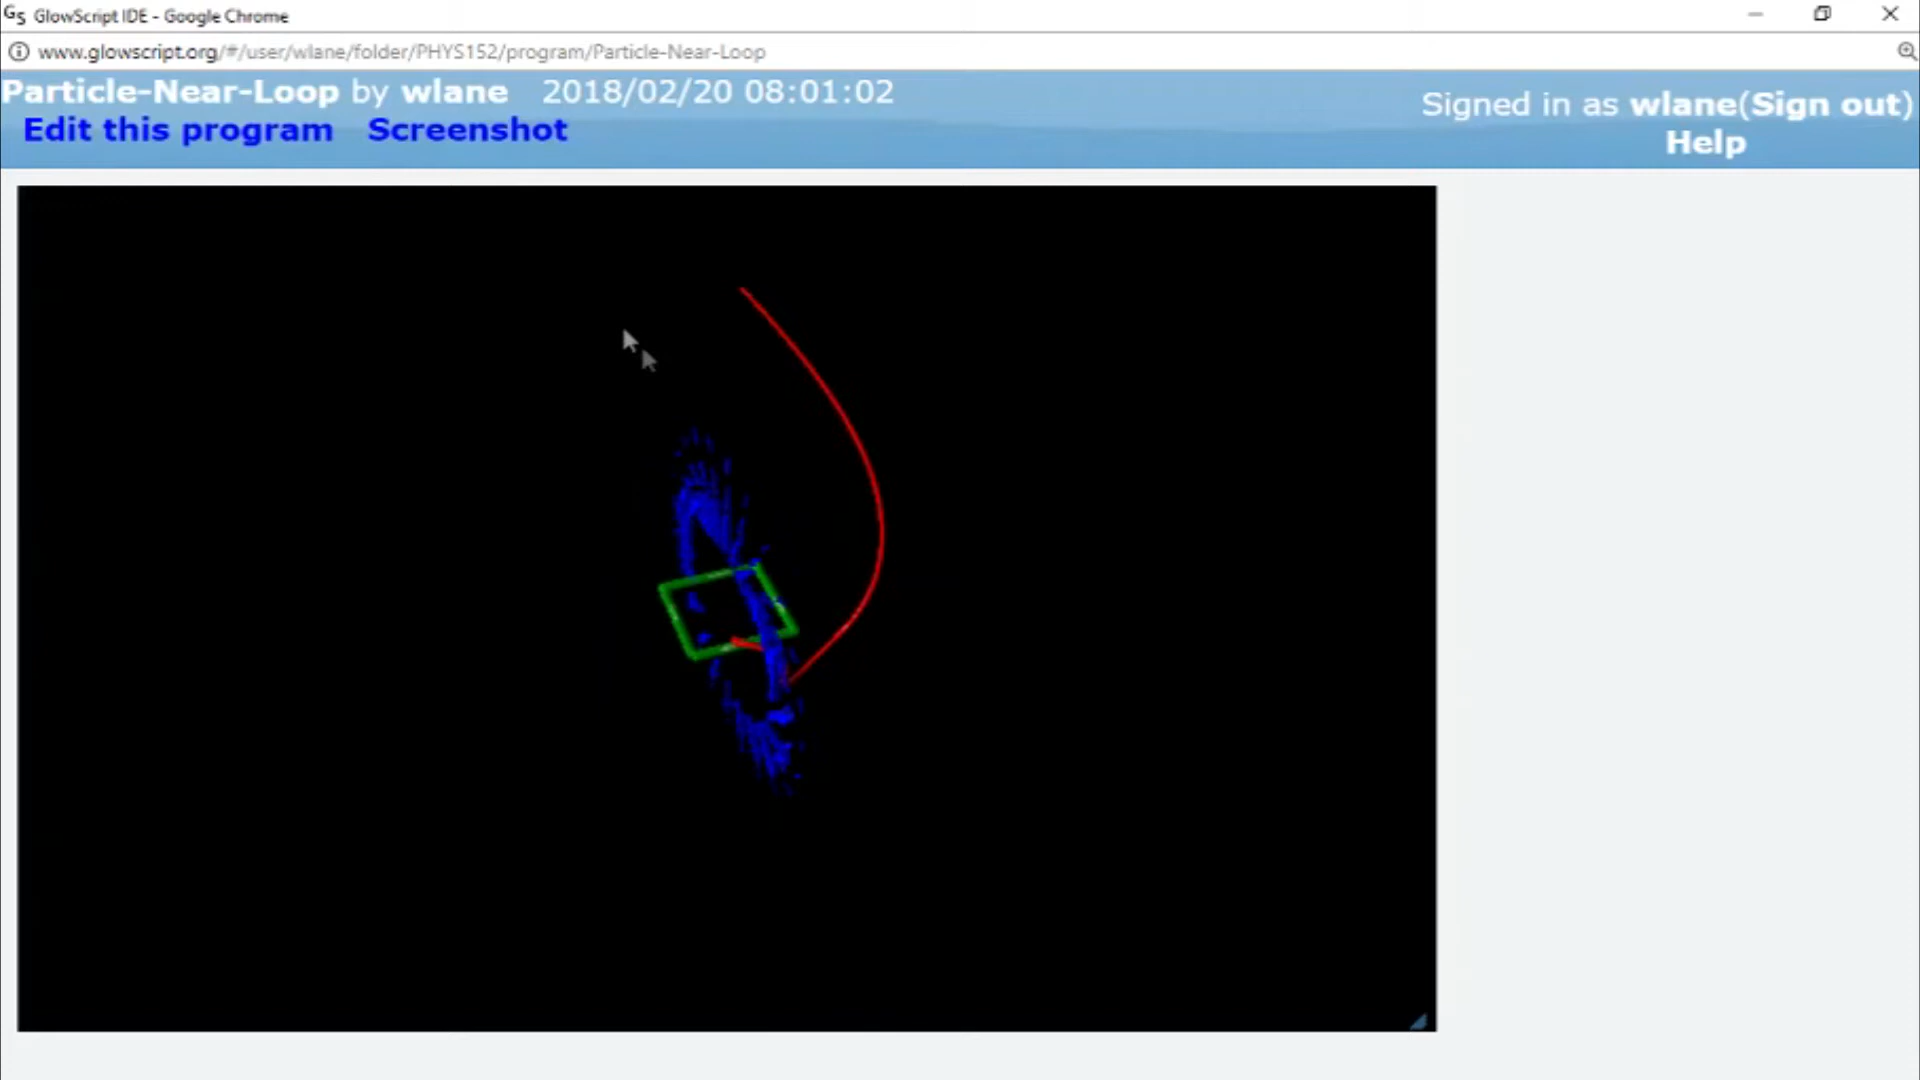 GS GlowScript IDE - Google Chrome
www.glowscript.org/#/user/wlane/folder/PHYS152/program/Particle-Near-Loop
Particle-Near-Loop by wlane 2018/02/20 08:01:02
Signed in as wlane(Sign out)
Edit this program Screenshot
Help